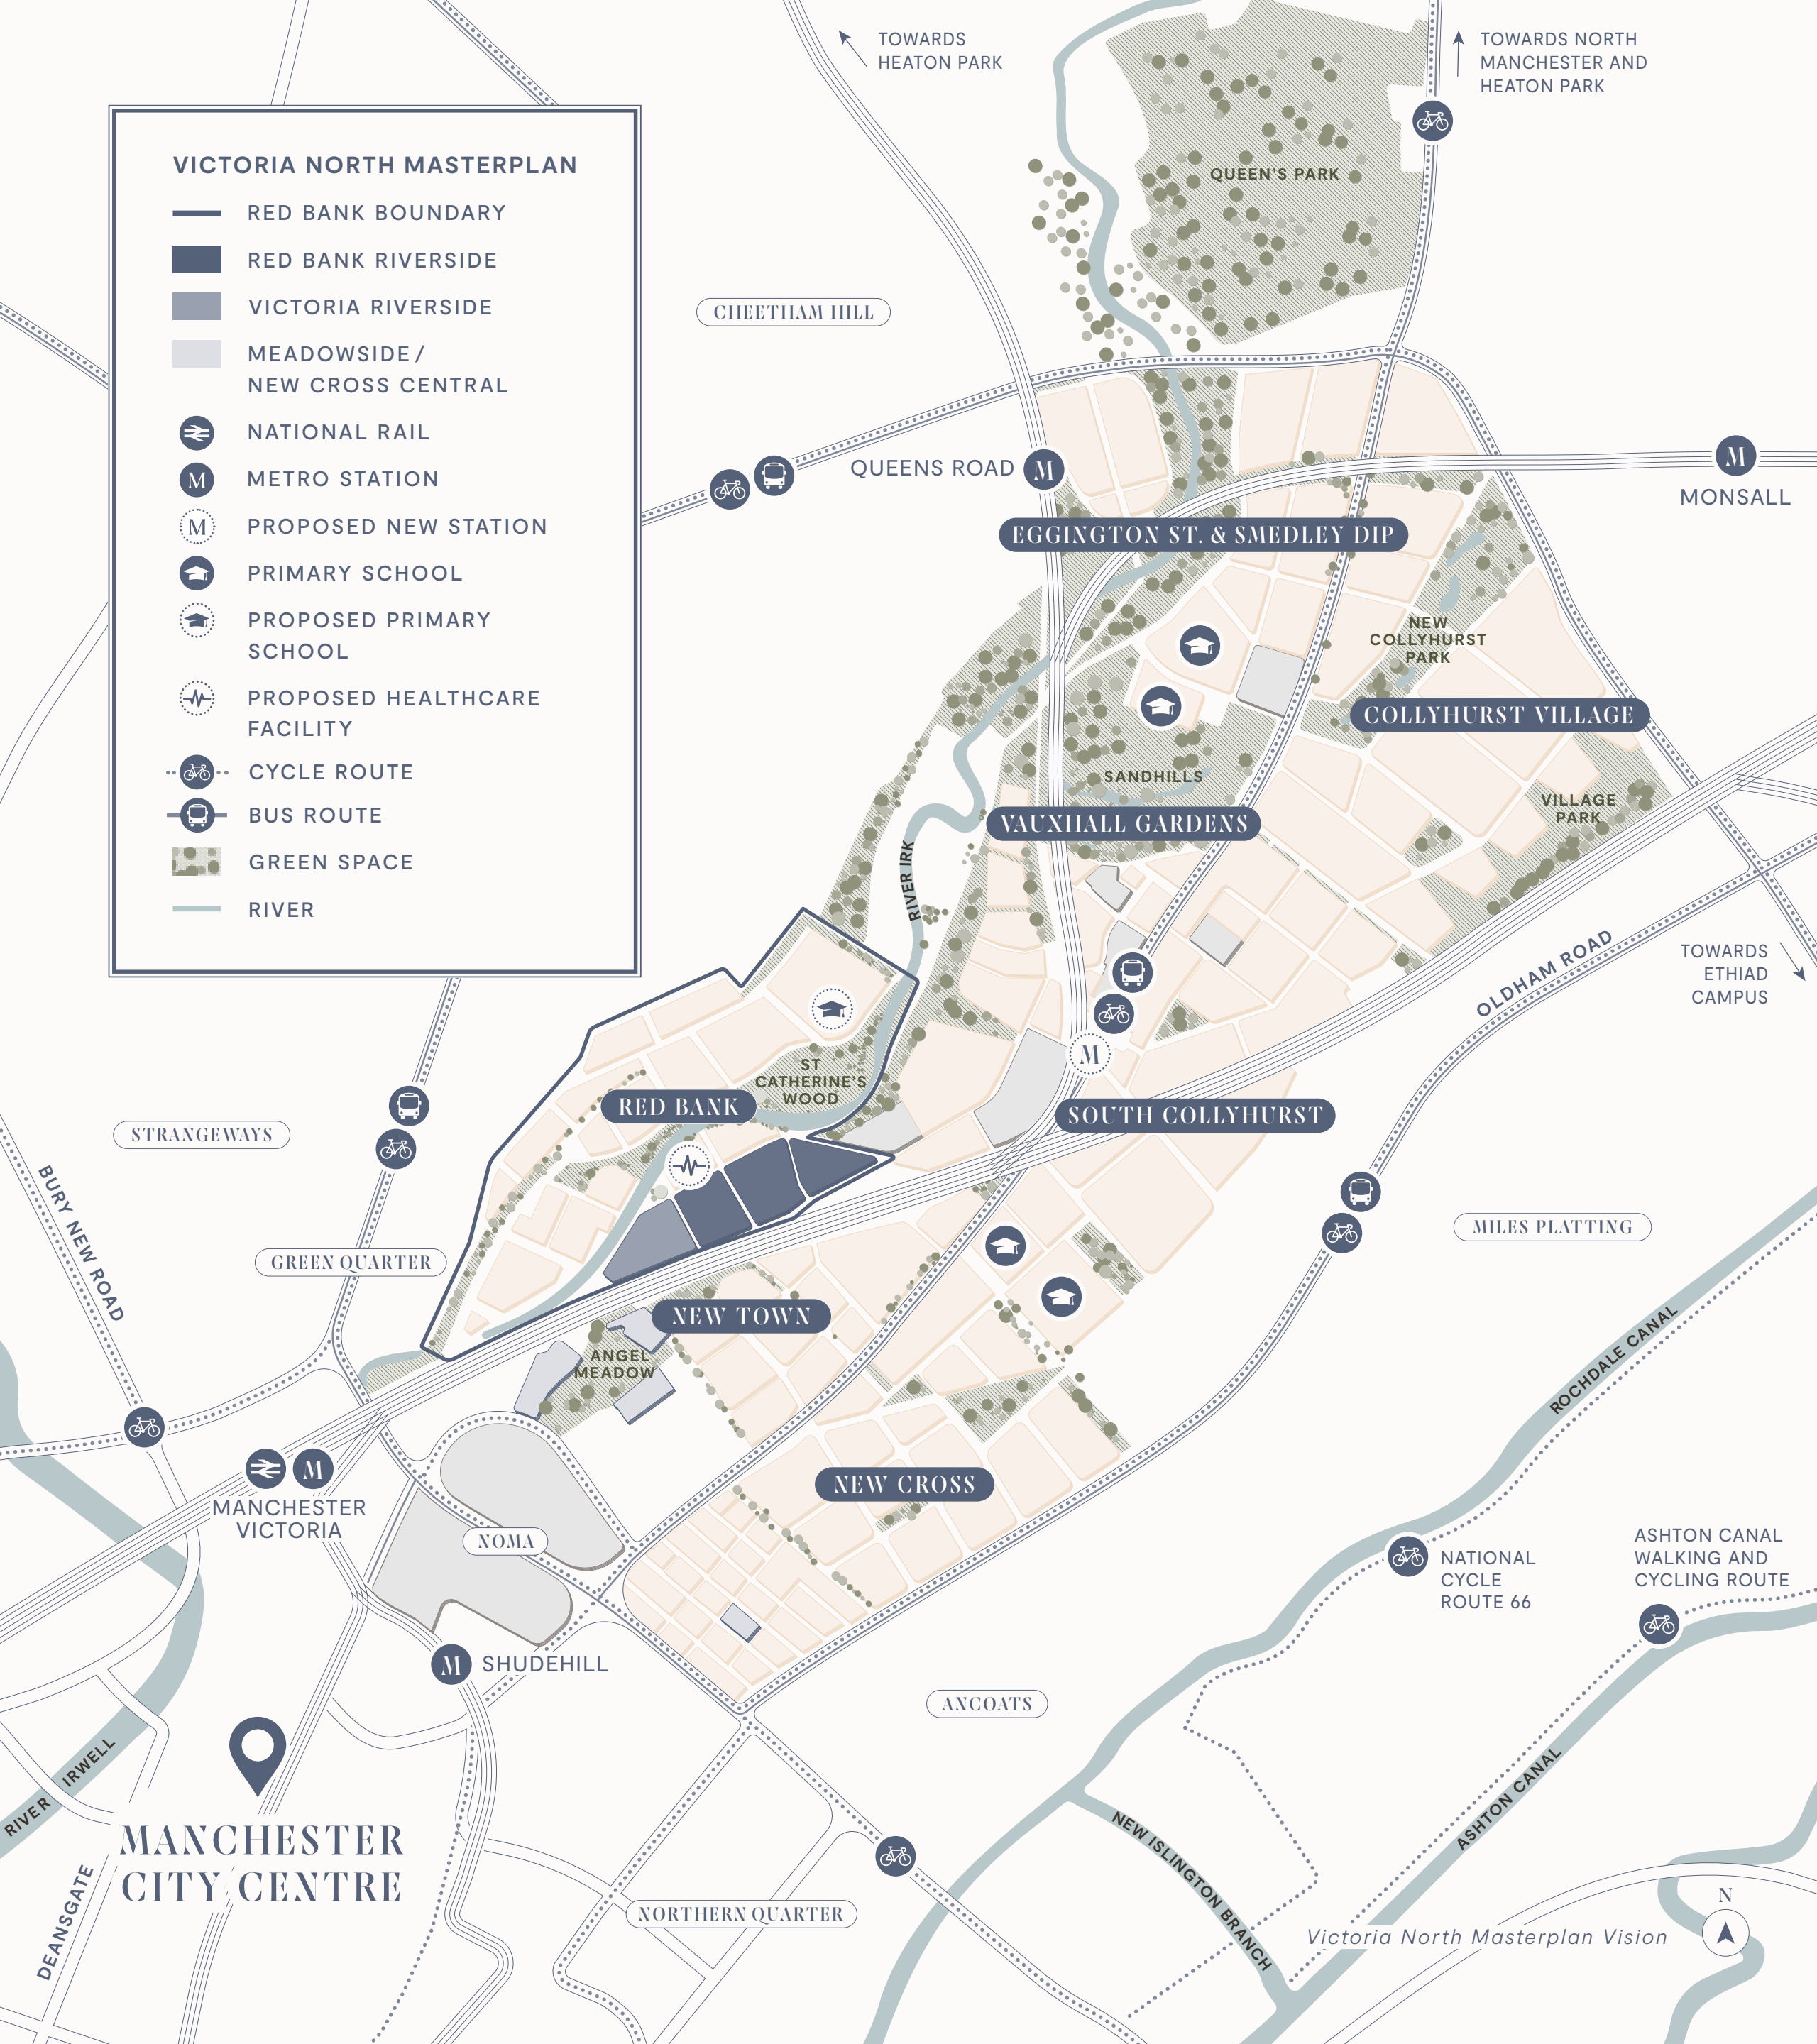 TOWARDS
HEATON PARK
TOWARDS NORTH
MANCHESTER AND
HEATON PARK
VICTORIA NORTH MASTERPLAN
RED BANK BOUNDARY
RED BANK RIVERSIDE
VICTORIA RIVERSIDE
MEADOWSIDE/
NEW CROSS CENTRAL
NATIONAL RAIL
M METRO STATION
M PROPOSED NEW STATION
PRIMARY SCHOOL
PROPOSED PRIMARY
SCHOOL
PROPOSED HEALTHCARE
FACILITY
CYCLE ROUTE
BUS ROUTE
GREEN SPACE
RIVER
QUEEN'S PARK
CHEETHAM HILL
QUEENS ROAD M
M
MONSALL
EGGINGTON ST. & SMEDLEY DIP
NEW
COLLYHURST
PARK
COLLYHURST VILLAGE
SANDHILLS
VILLAGE
PARK
VAUXHALL GARDENS
RIVER IRK
OLDHAM ROAD
TOWARDS
ETHIAD
CAMPUS
M
ST
CATHERINE'S
WOOD
RED BANK
SOUTH COLLYHURST
STRANGEWAYS
BURY NEW ROAD
GREEN QUARTER
MILES PLATTING
NEW TOWN
ANGEL
MEADOW
ROCHDALE CANAL
M
MANCHESTER
VICTORIA
NEW CROSS
NOMA
NATIONAL
CYCLE
ROUTE 66
ASHTON CANAL
WALKING AND
CYCLING ROUTE
M SHUDEHILL
ANCOATS
RIVER IRWELL
MANCHESTER
CITY CENTRE
DEANSGATE
NEW ISLINGTON BRANCH
ASHTON CANAL
NORTHERN QUARTER
N
Victoria North Masterplan Vision